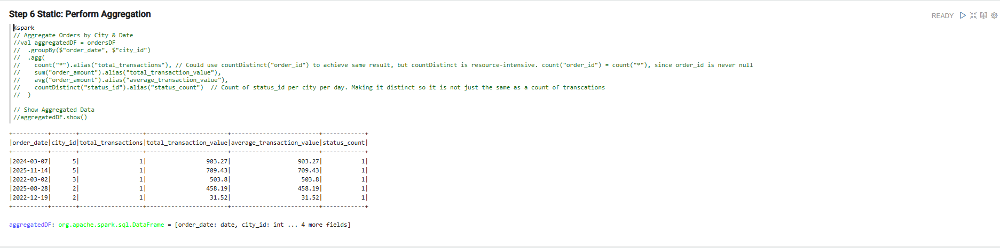 Step 6 Static: Perform Aggregation
READY
%spark
// Aggregate Orders by City & Date
//val aggregatedDF = ordersDF
//  .groupBy($"order_date", $"city_id")
//  .agg(
//    count("*").alias("total_transactions"), // Could use countDistinct("order_id") to achieve same result, but countDistinct is resource-intensive. count("order_id") = count("*"), since order_id is never null
//    sum("order_amount").alias("total_transaction_value"),
//    avg("order_amount").alias("average_transaction_value"),
//    countDistinct("status_id").alias("status_count")  // Count of status_id per city per day. Making it distinct so it is not just the same as a count of transcations
//  )
// Show Aggregated Data
//aggregatedDF.show()
+----------+-------+------------------+-----------------------+-------------------------+------------+
|order_date|city_id|total_transactions|total_transaction_value|average_transaction_value|status_count|
+----------+-------+------------------+-----------------------+-------------------------+------------+
|2024-03-07|      5|                 1|                 903.27|                   903.27|           1|
|2025-11-14|      5|                 1|                 709.43|                   709.43|           1|
|2022-03-02|      3|                 1|                  503.8|                    503.8|           1|
|2025-08-28|      2|                 1|                 458.19|                   458.19|           1|
|2022-12-19|      2|                 1|                  31.52|                    31.52|           1|
+----------+-------+------------------+-----------------------+-------------------------+------------+
aggregatedDF: org.apache.spark.sql.DataFrame = [order_date: date, city_id: int ... 4 more fields]